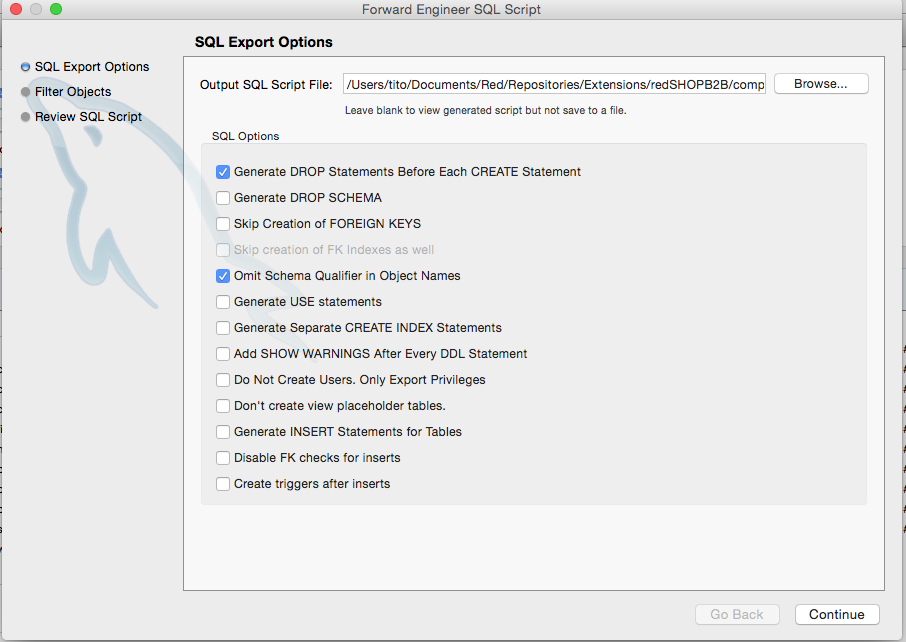 Forward Engineer SQL Script
SQL Export Options
SQL Export Options
Filter Objects
Review SQL Script
Output SQL Script File: /Users/tito/Documents/Red/Repositories/Extensions/redSHOPB2B/comp Browse...
Leave blank to view generated script but not save to a file.
SQL Options
Generate DROP Statements Before Each CREATE Statement
Generate DROP SCHEMA
Skip Creation of FOREIGN KEYS
Skip creation of FK Indexes as well
Omit Schema Qualifier in Object Names
Generate USE statements
Generate Separate CREATE INDEX Statements
Add SHOW WARNINGS After Every DDL Statement
Do Not Create Users. Only Export Privileges
Don't create view placeholder tables.
Generate INSERT Statements for Tables
Disable FK checks for inserts
Create triggers after inserts
Go Back Continue